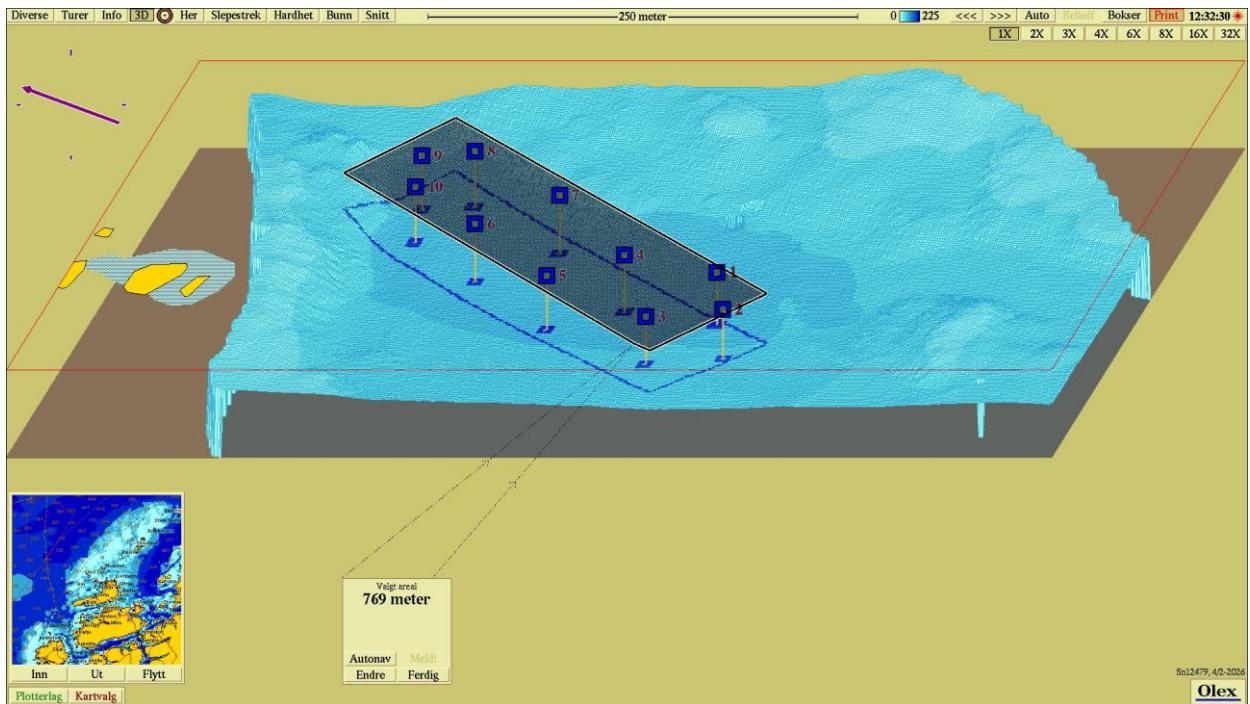 Diverse Turer Info 3D Her Slepestrek Hardhet Bunn Snitt 250 meter 0 225 <<< >>> Auto Relieff Bokser Print 12:32:30
1X 2X 3X 4X 6X 8X 16X 32X
9 8
10
7
6
4
1
5
2
3
Valgt areal
769 meter
Autonav Meld!
Endre Ferdig
Inn Ut Flytt
Plotterlag Kartvalg
Sn12479, 4/2-2026
Olex